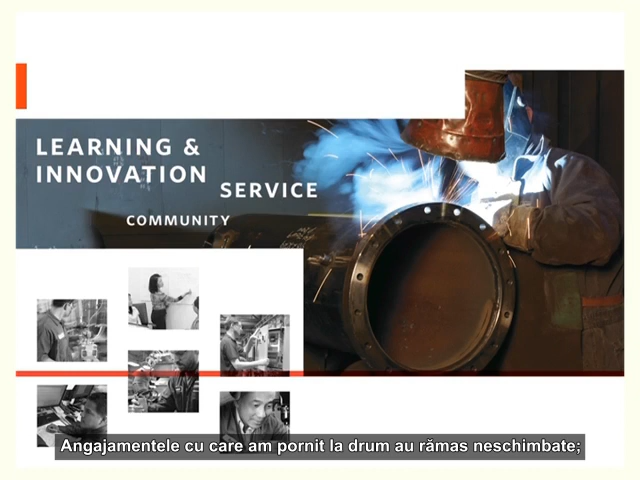 LEARNING &
INNOVATION
SERVICE
COMMUNITY
Angajamentele cu care am pornit la drum au rămas neschimbate;